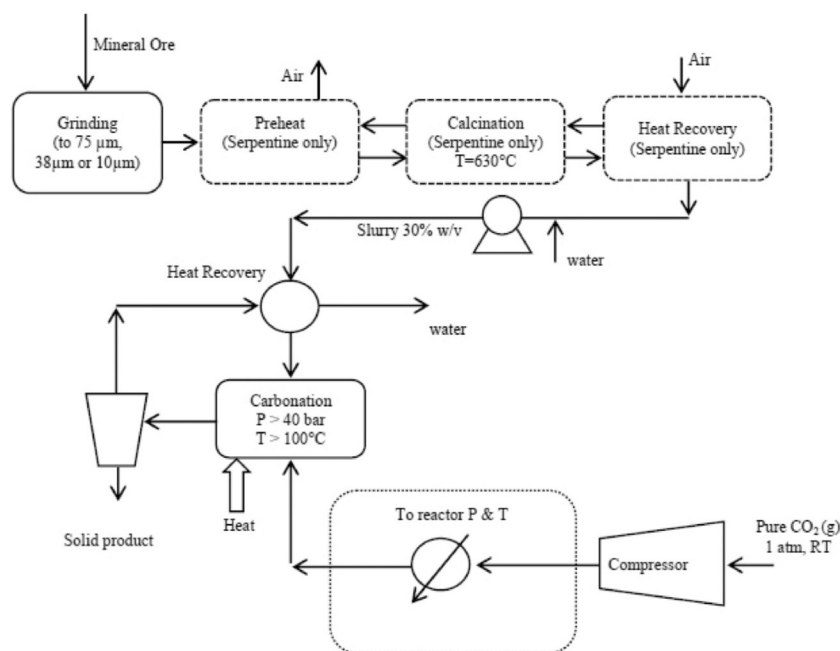 Mineral Ore
Air
Air
Grinding
(to 75 µm,
38µm or 10µm)
Preheat
(Serpentine only)
Calcination
(Serpentine only)
T=630°C
Heat Recovery
(Serpentine only)
Slurry 30% w/v
water
Heat Recovery
water
Carbonation
P > 40 bar
T > 100°C
Heat
Solid product
To reactor P & T
Compressor
Pure CO₂ (g)
1 atm, RT